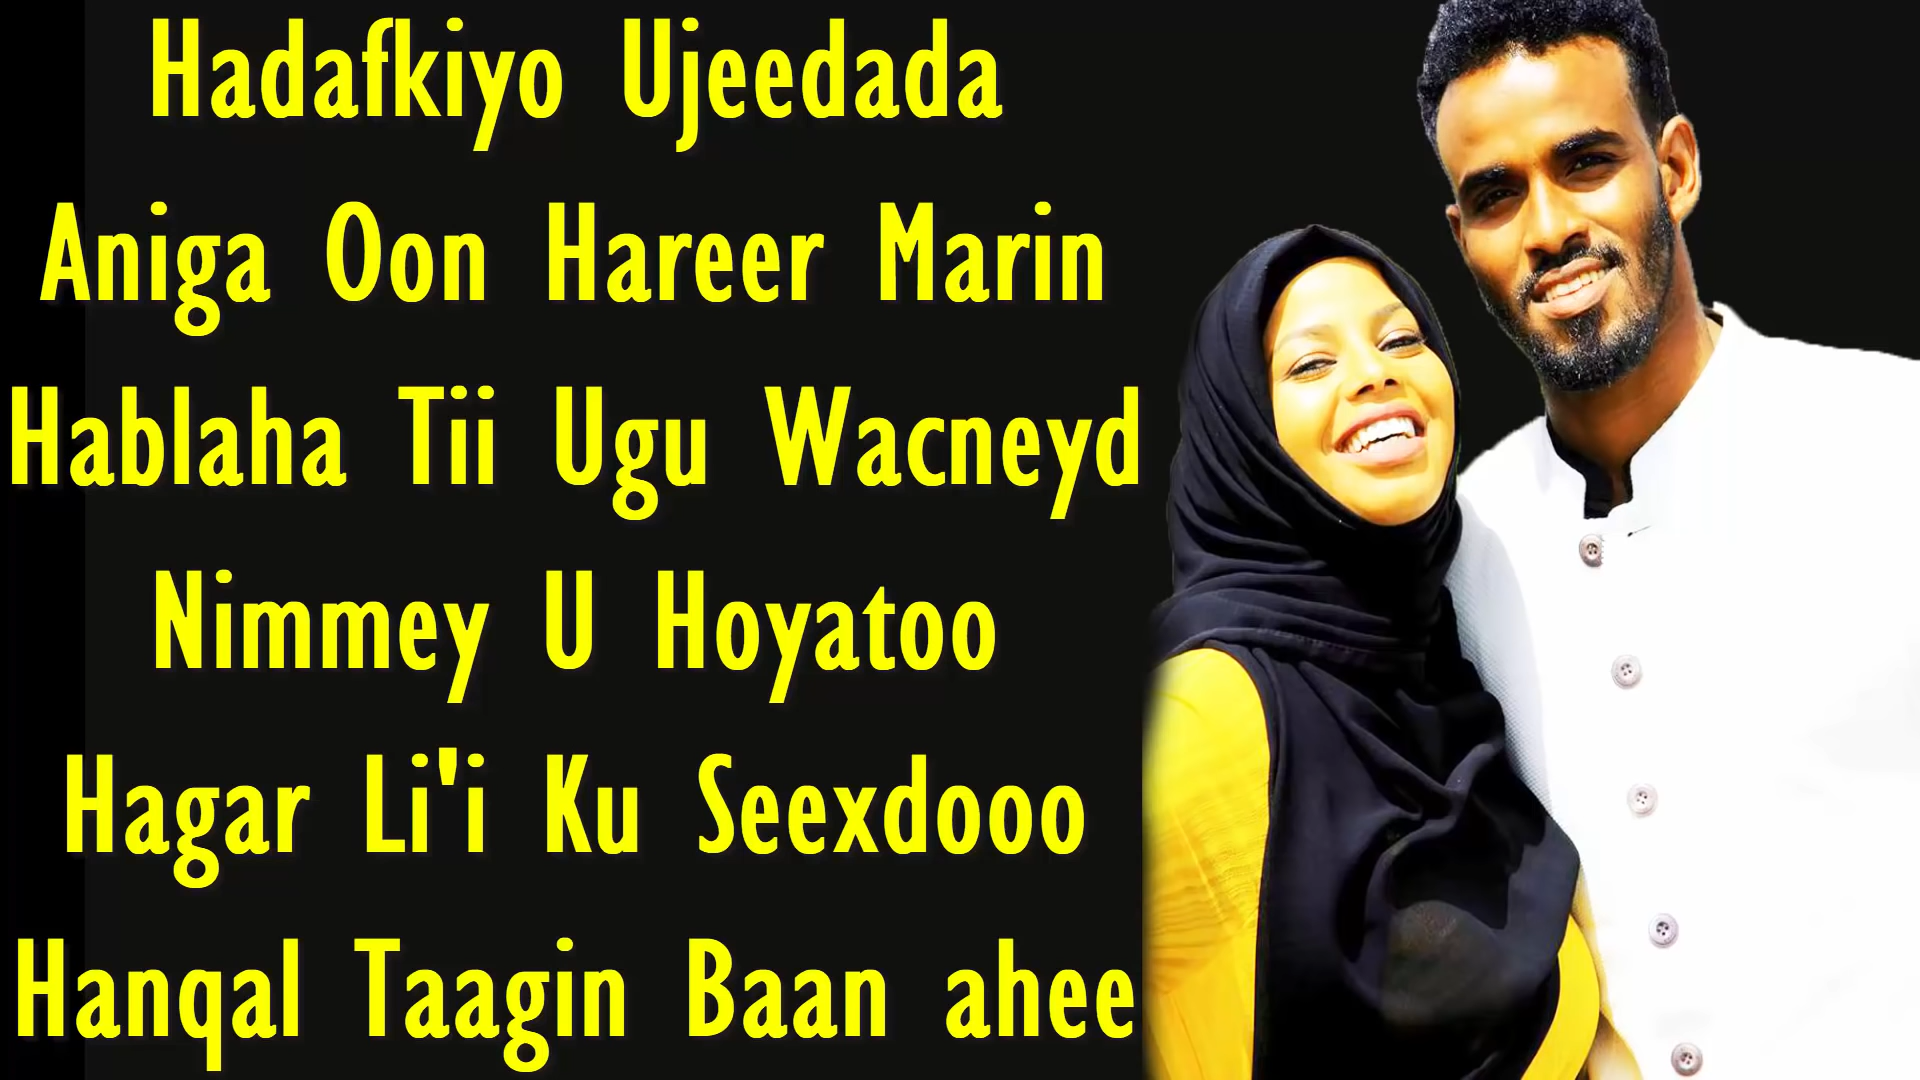 Hadafkiyo Ujeedada
Aniga Oon Hareer Marin
Hablaha Tii Ugu Wacneyd
Nimmey U Hoyatoo
Hagar Li'i Ku Seexdooo
Hanqal Taagin Baan ahee